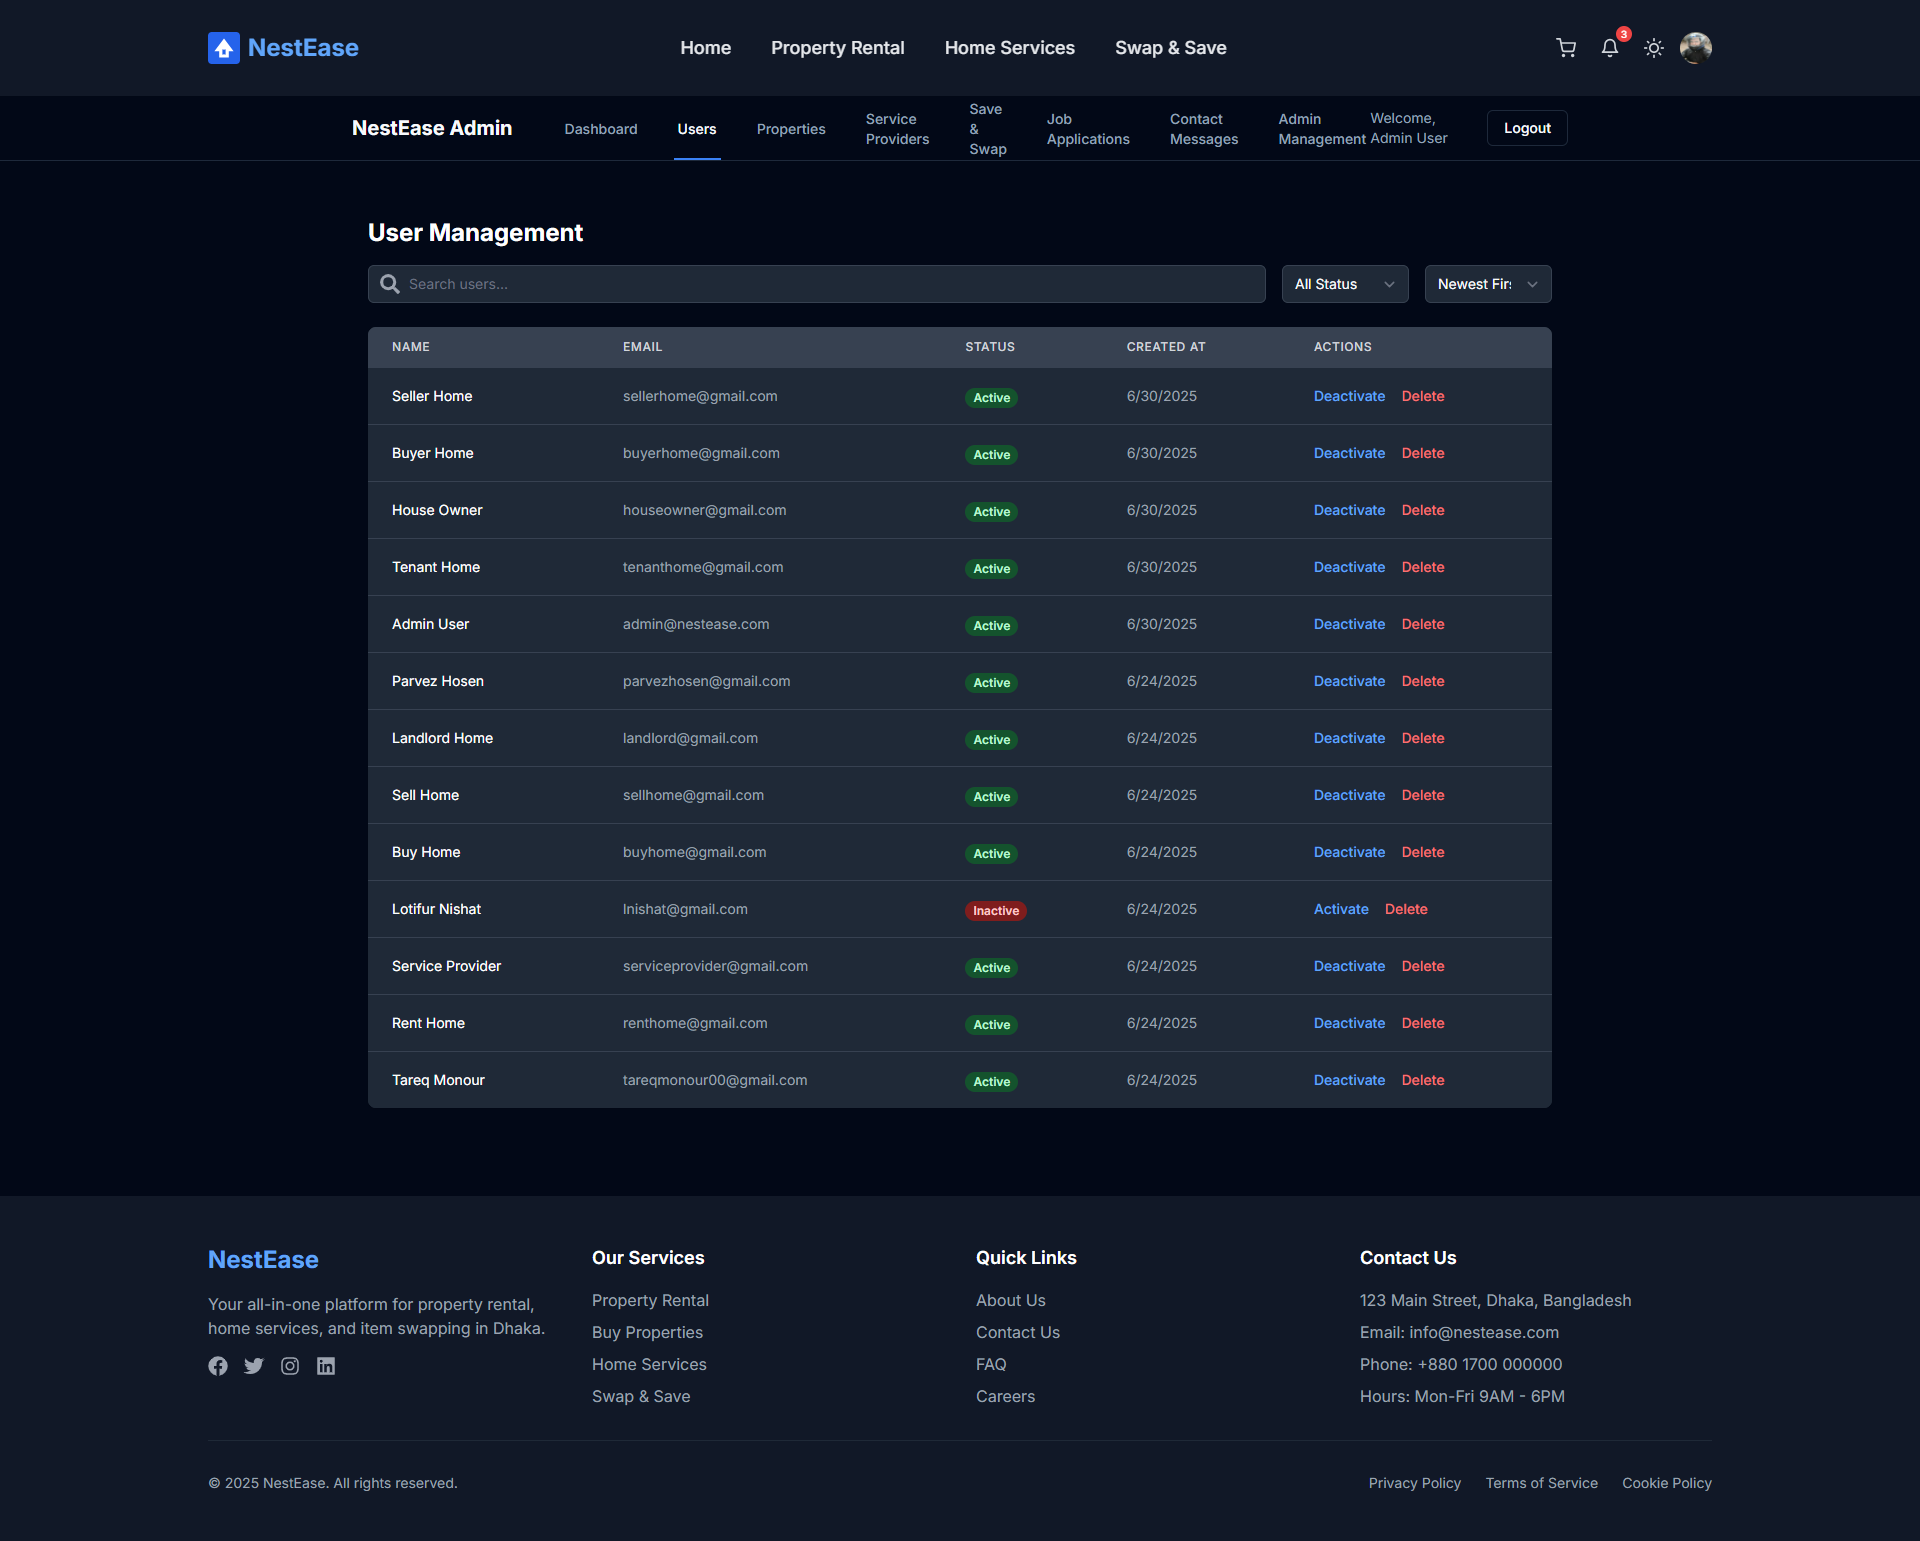 NestEase
Home
Property Rental
Home Services
Swap & Save
3
NestEase Admin
Dashboard
Users
Properties
Service
Providers
Save
&
Swap
Job
Applications
Contact
Messages
Admin
Management
Welcome,
Admin User
Logout
User Management
Search users...
All Status
Newest Firs
NAME EMAIL STATUS CREATED AT ACTIONS
Seller Home sellerhome@gmail.com Active 6/30/2025 Deactivate Delete
Buyer Home buyerhome@gmail.com Active 6/30/2025 Deactivate Delete
House Owner houseowner@gmail.com Active 6/30/2025 Deactivate Delete
Tenant Home tenanthome@gmail.com Active 6/30/2025 Deactivate Delete
Admin User admin@nestease.com Active 6/30/2025 Deactivate Delete
Parvez Hosen parvezhosen@gmail.com Active 6/24/2025 Deactivate Delete
Landlord Home landlord@gmail.com Active 6/24/2025 Deactivate Delete
Sell Home sellhome@gmail.com Active 6/24/2025 Deactivate Delete
Buy Home buyhome@gmail.com Active 6/24/2025 Deactivate Delete
Lotifur Nishat lnishat@gmail.com Inactive 6/24/2025 Activate Delete
Service Provider serviceprovider@gmail.com Active 6/24/2025 Deactivate Delete
Rent Home renthome@gmail.com Active 6/24/2025 Deactivate Delete
Tareq Monour tareqmonour00@gmail.com Active 6/24/2025 Deactivate Delete
NestEase
Your all-in-one platform for property rental,
home services, and item swapping in Dhaka.
Our Services
Property Rental
Buy Properties
Home Services
Swap & Save
Quick Links
About Us
Contact Us
FAQ
Careers
Contact Us
123 Main Street, Dhaka, Bangladesh
Email: info@nestease.com
Phone: +880 1700 000000
Hours: Mon-Fri 9AM - 6PM
© 2025 NestEase. All rights reserved.
Privacy Policy
Terms of Service
Cookie Policy